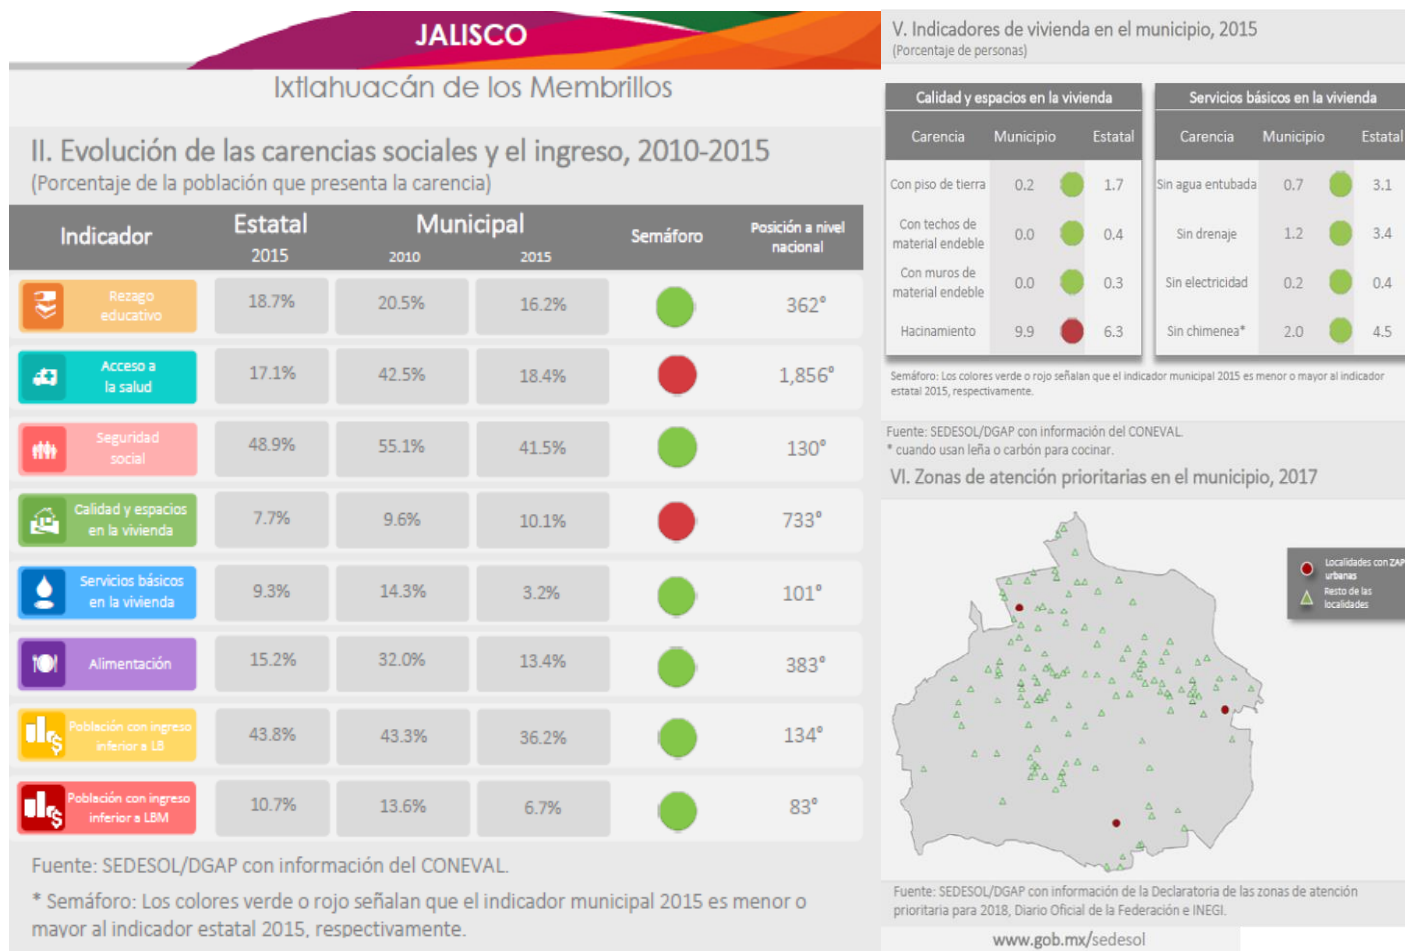 JALISCO
Ixtlahuacán de los Membrillos
II. Evolución de las carencias sociales y el ingreso, 2010-2015
(Porcentaje de la población que presenta la carencia)
Indicador Estatal 2015 Municipal 2010 2015 Semáforo Posición a nivel nacional
Rezago educativo 18.7% 20.5% 16.2% 362°
Acceso a la salud 17.1% 42.5% 18.4% 1,856°
Seguridad social 48.9% 55.1% 41.5% 130°
Calidad y espacios en la vivienda 7.7% 9.6% 10.1% 733°
Servicios básicos en la vivienda 9.3% 14.3% 3.2% 101°
Alimentación 15.2% 32.0% 13.4% 383°
Población con ingreso inferior a LB 43.8% 43.3% 36.2% 134°
Población con ingreso inferior a LBM 10.7% 13.6% 6.7% 83°
Fuente: SEDESOL/DGAP con información del CONEVAL.
* Semáforo: Los colores verde o rojo señalan que el indicador municipal 2015 es menor o
mayor al indicador estatal 2015, respectivamente.
V. Indicadores de vivienda en el municipio, 2015
(Porcentaje de personas)
Calidad y espacios en la vivienda
Carencia Municipio Estatal
Con piso de tierra 0.2 1.7
Con techos de material endeble 0.0 0.4
Con muros de material endeble 0.0 0.3
Hacinamiento 9.9 6.3
Servicios básicos en la vivienda
Carencia Municipio Estatal
Sin agua entubada 0.7 3.1
Sin drenaje 1.2 3.4
Sin electricidad 0.2 0.4
Sin chimenea* 2.0 4.5
Semáforo: Los colores verde o rojo señalan que el indicador municipal 2015 es menor o mayor al indicador
estatal 2015, respectivamente.
Fuente: SEDESOL/DGAP con información del CONEVAL.
* cuando usan leña o carbón para cocinar.
VI. Zonas de atención prioritarias en el municipio, 2017
Localidades con ZAP
urbanas
Resto de las
localidades
Fuente: SEDESOL/DGAP con información de la Declaratoria de las zonas de atención
prioritaria para 2018, Diario Oficial de la Federación e INEGI.
www.gob.mx/sedesol